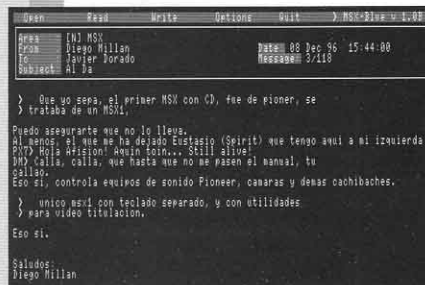 Open Read Write Options Quit > MSX-Blue v 1.05
Area [N] MSX
From Diego Millan Date 08 Dec 96 15:44:00
To Javier Dorado Message: 3/118
Subject Al Da
> Que yo sepa, el primer MSX con CD, fue de pioner, se
> trataba de un MSX1,
Puedo asegurarte que no lo lleva.
Al menos, el que me ha dejado Eustasio (Spirit) que tengo aqui a mi izquierda
Hola Afision! Aquin toin... Still alive!
DM> Calla, calla, que hasta que no me pasen el manual, tu
callao.
Eso si, controla equipos de sonido Pioneer, camaras y demas cachibaches.
> unico msx1 con teclado separado, y con utilidades
> para video titulacion.
Eso si.
Saludos
Diego Millan